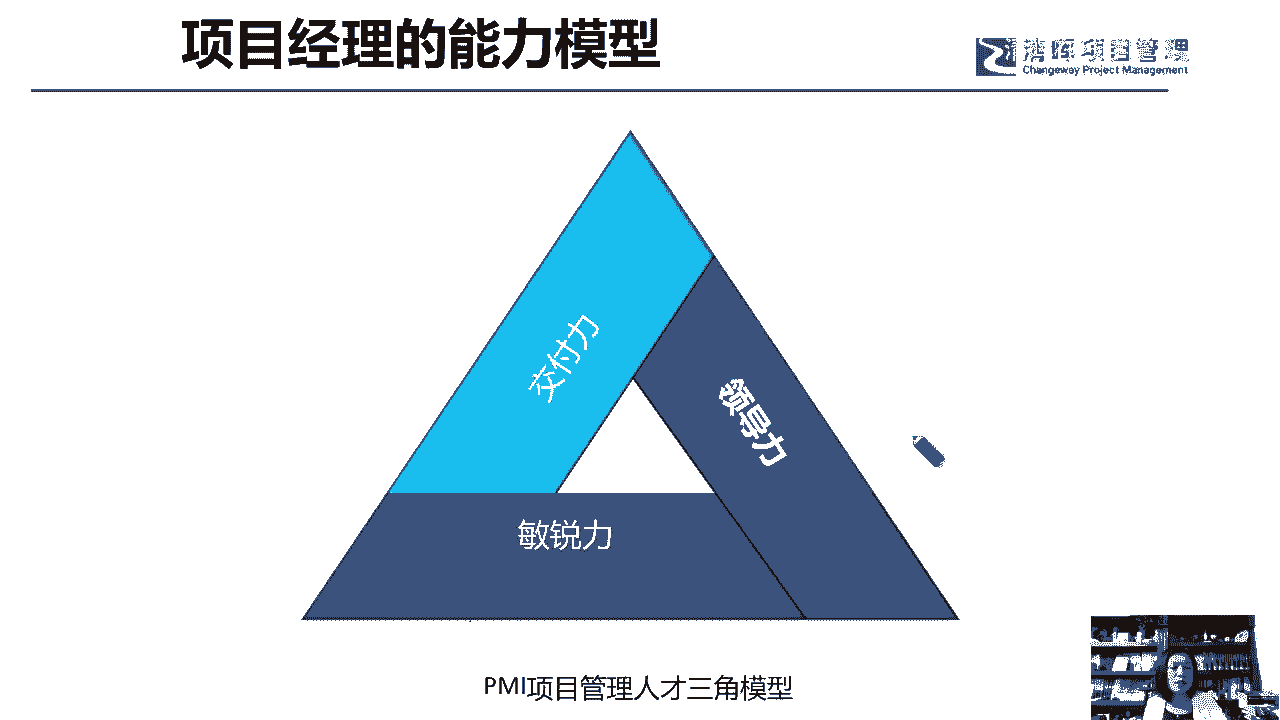 项目经理的能力模型
清晖项目管理
Changeway Project Management
交付力
领导力
敏锐力
PMI项目管理人才三角模型